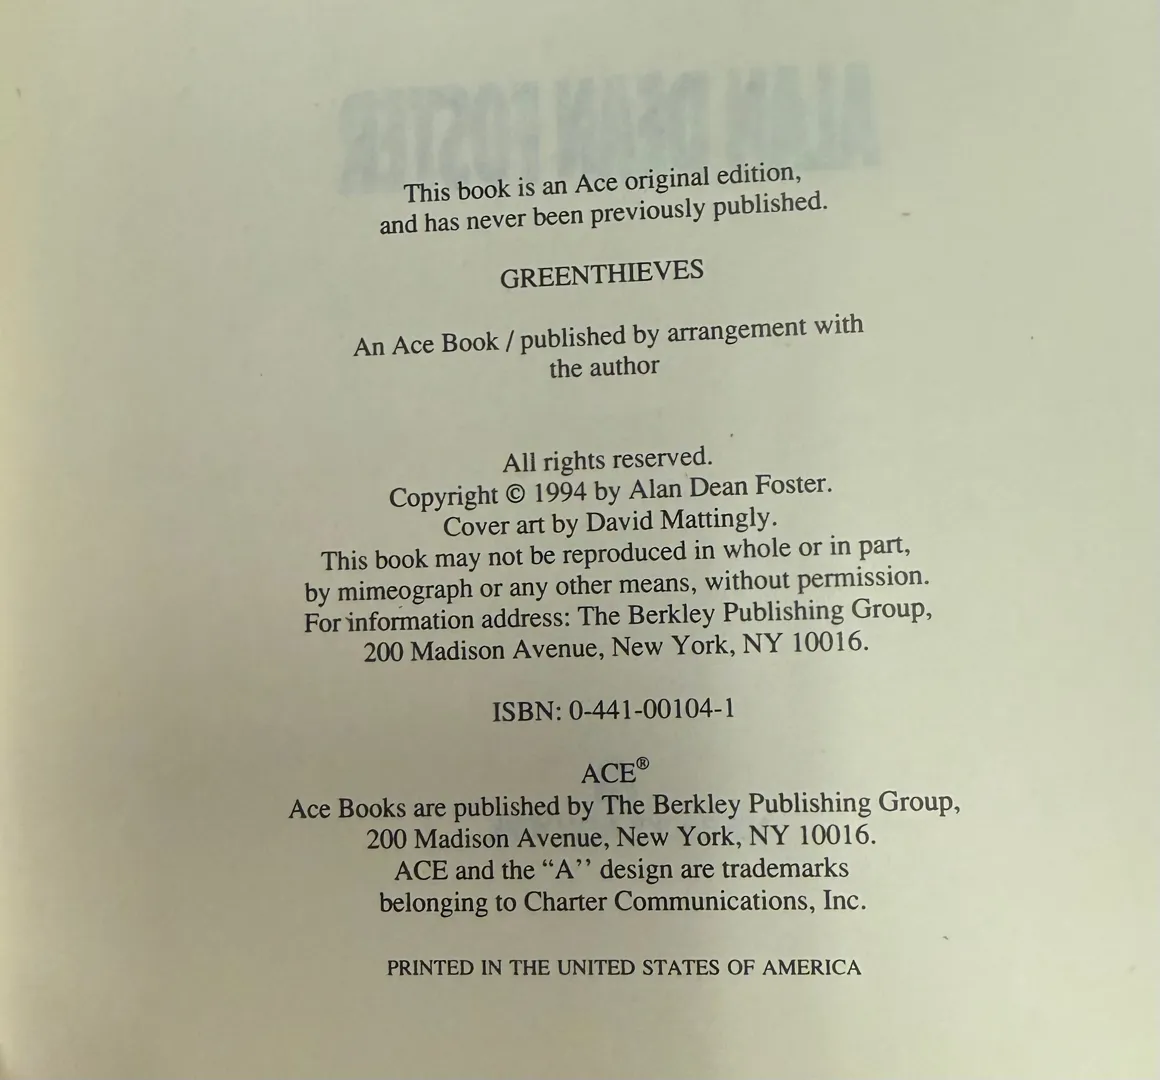 ALAN DEAN FOSTER
This book is an Ace original edition,
and has never been previously published.
GREENTHIEVES
An Ace Book / published by arrangement with
the author
All rights reserved.
Copyright © 1994 by Alan Dean Foster.
Cover art by David Mattingly.
This book may not be reproduced in whole or in part,
by mimeograph or any other means, without permission.
For information address: The Berkley Publishing Group,
200 Madison Avenue, New York, NY 10016.
ISBN: 0-441-00104-1
ACE®
Ace Books are published by The Berkley Publishing Group,
200 Madison Avenue, New York, NY 10016.
ACE and the “A’’ design are trademarks
belonging to Charter Communications, Inc.
PRINTED IN THE UNITED STATES OF AMERICA